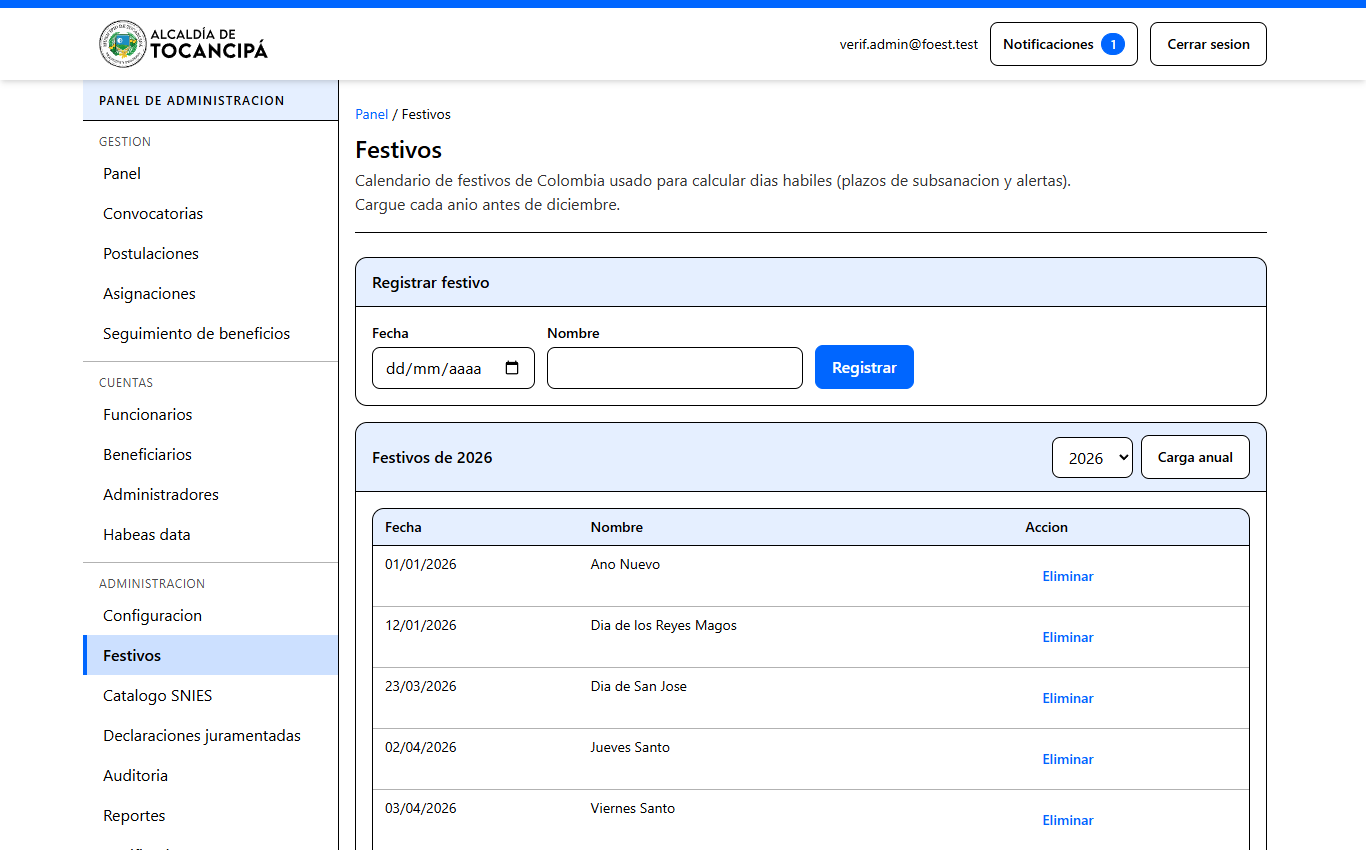 ALCALDÍA DE
TOCANCIPÁ
verif.admin@foest.test
Notificaciones 1
Cerrar sesion
PANEL DE ADMINISTRACION
GESTION
Panel
Convocatorias
Postulaciones
Asignaciones
Seguimiento de beneficios
CUENTAS
Funcionarios
Beneficiarios
Administradores
Habeas data
ADMINISTRACION
Configuracion
Festivos
Catalogo SNIES
Declaraciones juramentadas
Auditoria
Reportes
Panel / Festivos
Festivos
Calendario de festivos de Colombia usado para calcular dias habiles (plazos de subsanacion y alertas).
Cargue cada anio antes de diciembre.
Registrar festivo
Fecha Nombre
dd/mm/aaaa
Registrar
Festivos de 2026
2026
Carga anual
Fecha Nombre Accion
01/01/2026 Ano Nuevo Eliminar
12/01/2026 Dia de los Reyes Magos Eliminar
23/03/2026 Dia de San Jose Eliminar
02/04/2026 Jueves Santo Eliminar
03/04/2026 Viernes Santo Eliminar